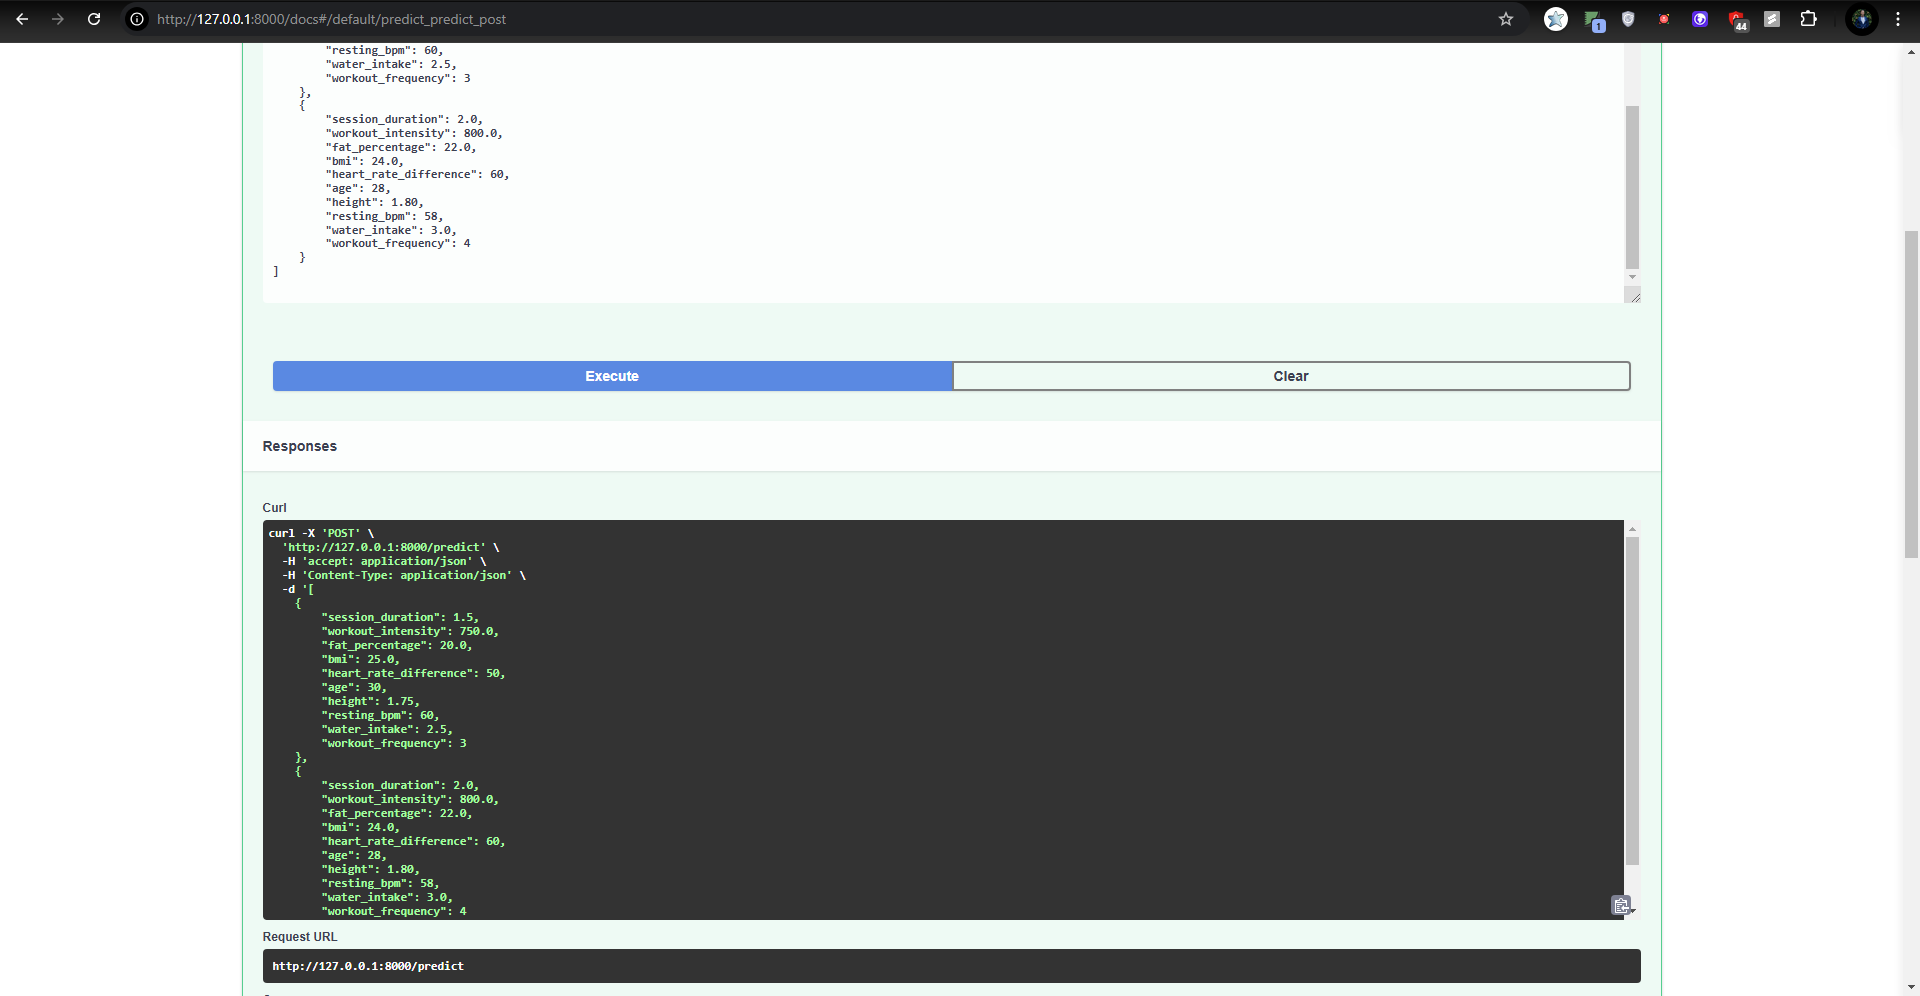 http://127.0.0.1:8000/docs#/default/predict_predict_post
1
44
"resting_bpm": 60,
"water_intake": 2.5,
"workout_frequency": 3
},
{
"session_duration": 2.0,
"workout_intensity": 800.0,
"fat_percentage": 22.0,
"bmi": 24.0,
"heart_rate_difference": 60,
"age": 28,
"height": 1.80,
"resting_bpm": 58,
"water_intake": 3.0,
"workout_frequency": 4
}
]
Execute
Clear
Responses
Curl
curl -X 'POST' \
'http://127.0.0.1:8000/predict' \
-H 'accept: application/json' \
-H 'Content-Type: application/json' \
-d '[
{
"session_duration": 1.5,
"workout_intensity": 750.0,
"fat_percentage": 20.0,
"bmi": 25.0,
"heart_rate_difference": 50,
"age": 30,
"height": 1.75,
"resting_bpm": 60,
"water_intake": 2.5,
"workout_frequency": 3
},
{
"session_duration": 2.0,
"workout_intensity": 800.0,
"fat_percentage": 22.0,
"bmi": 24.0,
"heart_rate_difference": 60,
"age": 28,
"height": 1.80,
"resting_bpm": 58,
"water_intake": 3.0,
"workout_frequency": 4
Request URL
http://127.0.0.1:8000/predict